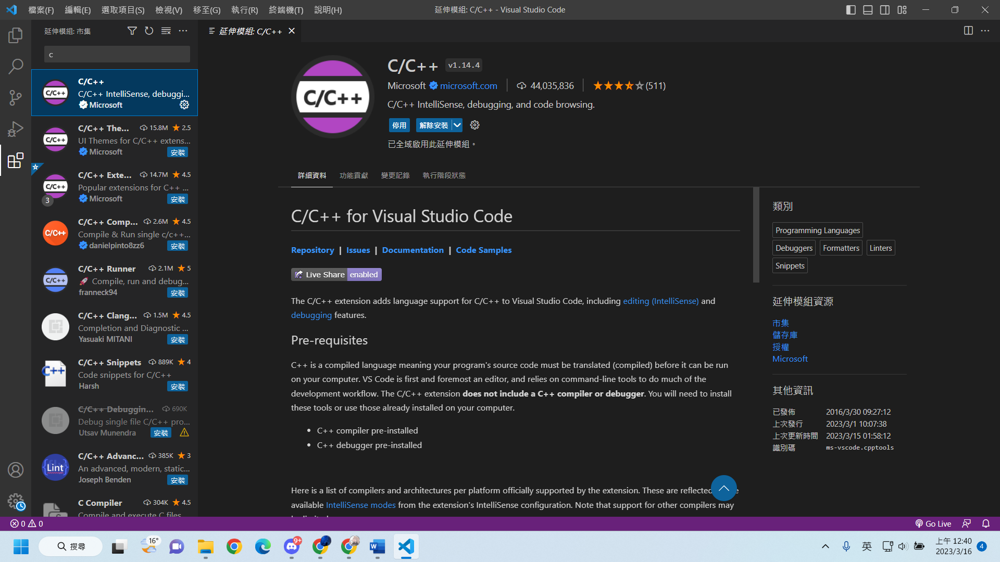 檔案(F) 編輯(E) 選取項目(S) 檢視(V) 移至(G) 執行(R) 終端機(T) 說明(H)
延伸模組: C/C++ - Visual Studio Code
延伸模組: 市集
c
C/C++
C/C++ IntelliSense, debuggi...
Microsoft
C/C++ The... 15.8M 2.5
UI Themes for C/C++ extens...
Microsoft 安裝
C/C++ Exte... 14.7M 4.5
Popular extensions for C++ ...
Microsoft 安裝
3
C/C++ Comp... 2.6M 4.5
Compile & Run single c/c++...
danielpinto8zz6 安裝
C/C++ Runner 2.1M 5
🚀 Compile, run and debug...
franneck94 安裝
C/C++ Clang... 1.5M 4.5
Completion and Diagnostic ...
Yasuaki MITANI 安裝
C/C++ Snippets 889K 4
Code snippets for C/C++
Harsh 安裝
C/C++ Debuggin... 690K
Debug single file C/C++ pro...
Utsav Munendra 安裝
C/C++ Advanc... 385K 3
An advanced, modern, static...
Joseph Benden 安裝
C Compiler 304K 4.5
Compile and execute C files
延伸模組: C/C++
C/C++
C/C++ v1.14.4
Microsoft microsoft.com 44,035,836 (511)
C/C++ IntelliSense, debugging, and code browsing.
停用 解除安裝
已全域啟用此延伸模組。
詳細資料 功能貢獻 變更記錄 執行階段狀態
C/C++ for Visual Studio Code
Repository | Issues | Documentation | Code Samples
Live Share enabled
The C/C++ extension adds language support for C/C++ to Visual Studio Code, including editing (IntelliSense) and
debugging features.
Pre-requisites
C++ is a compiled language meaning your program's source code must be translated (compiled) before it can be run
on your computer. VS Code is first and foremost an editor, and relies on command-line tools to do much of the
development workflow. The C/C++ extension does not include a C++ compiler or debugger. You will need to install
these tools or use those already installed on your computer.
• C++ compiler pre-installed
• C++ debugger pre-installed
Here is a list of compilers and architectures per platform officially supported by the extension. These are reflected
available IntelliSense modes from the extension's IntelliSense configuration. Note that support for other compilers may
類別
Programming Languages
Debuggers Formatters Linters
Snippets
延伸模組資源
市集
儲存庫
授權
Microsoft
其他資訊
已發佈 2016/3/30 09:27:12
上次發行 2023/3/1 10:07:38
上次更新時間 2023/3/15 01:58:12
識別碼 ms-vscode.cpptools
0 0
Go Live
搜尋
16°
9+
英
上午 12:40
2023/3/16
4